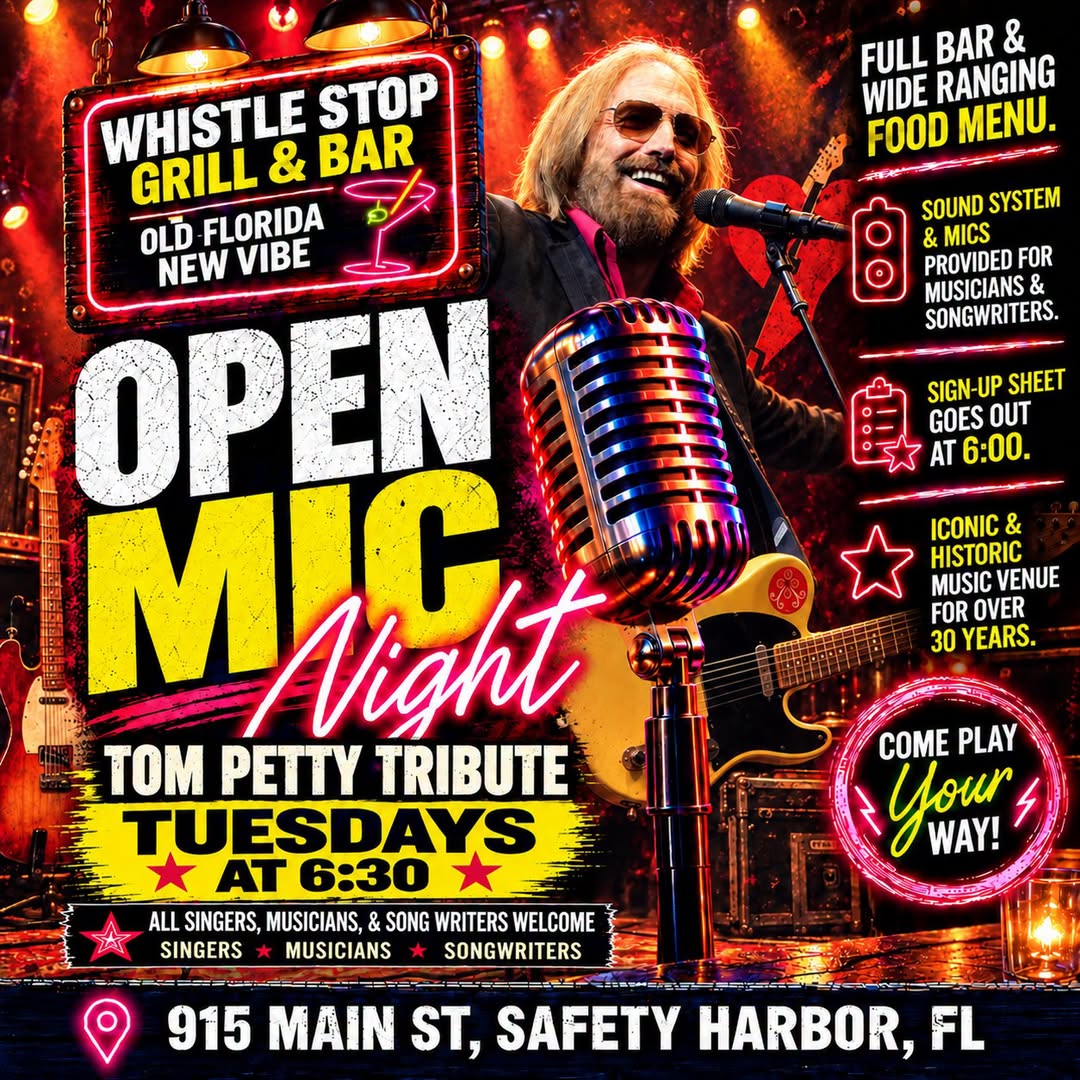 WHISTLE STOP
GRILL & BAR
OLD FLORIDA
NEW VIBE
OPEN
MIC
Night
TOM PETTY TRIBUTE
TUESDAYS
AT 6:30
ALL SINGERS, MUSICIANS, & SONG WRITERS WELCOME
SINGERS ★ MUSICIANS ★ SONGWRITERS
FULL BAR &
WIDE RANGING
FOOD MENU.
SOUND SYSTEM
& MICS
PROVIDED FOR
MUSICIANS &
SONGWRITERS.
SIGN-UP SHEET
GOES OUT
AT 6:00.
ICONIC &
HISTORIC
MUSIC VENUE
FOR OVER
30 YEARS.
COME PLAY
Your
WAY!
915 MAIN ST, SAFETY HARBOR, FL